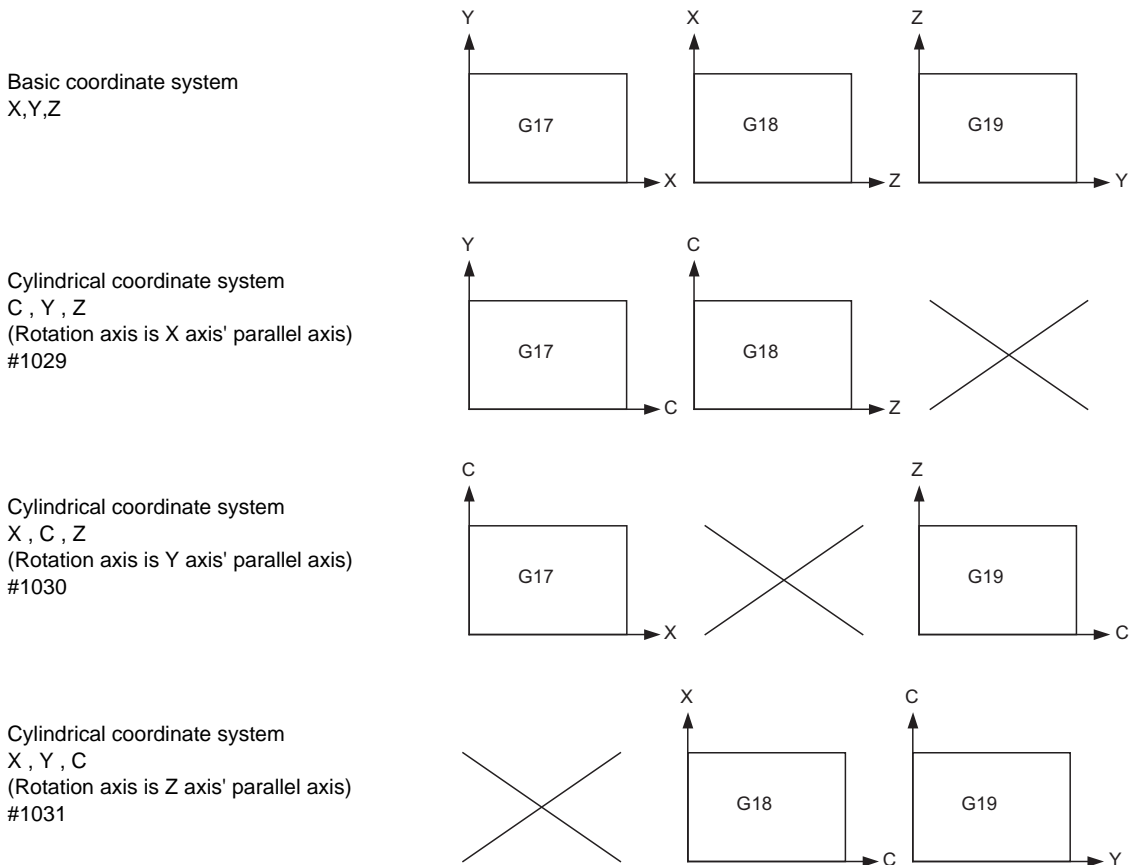 Basic coordinate system
X,Y,Z
Y
G17
X
X
G18
Z
Z
G19
Y
Cylindrical coordinate system
C , Y , Z
(Rotation axis is X axis' parallel axis)
#1029
Y
G17
C
C
G18
Z
Cylindrical coordinate system
X , C , Z
(Rotation axis is Y axis' parallel axis)
#1030
C
G17
X
Z
G19
C
Cylindrical coordinate system
X , Y , C
(Rotation axis is Z axis' parallel axis)
#1031
X
G18
C
C
G19
Y